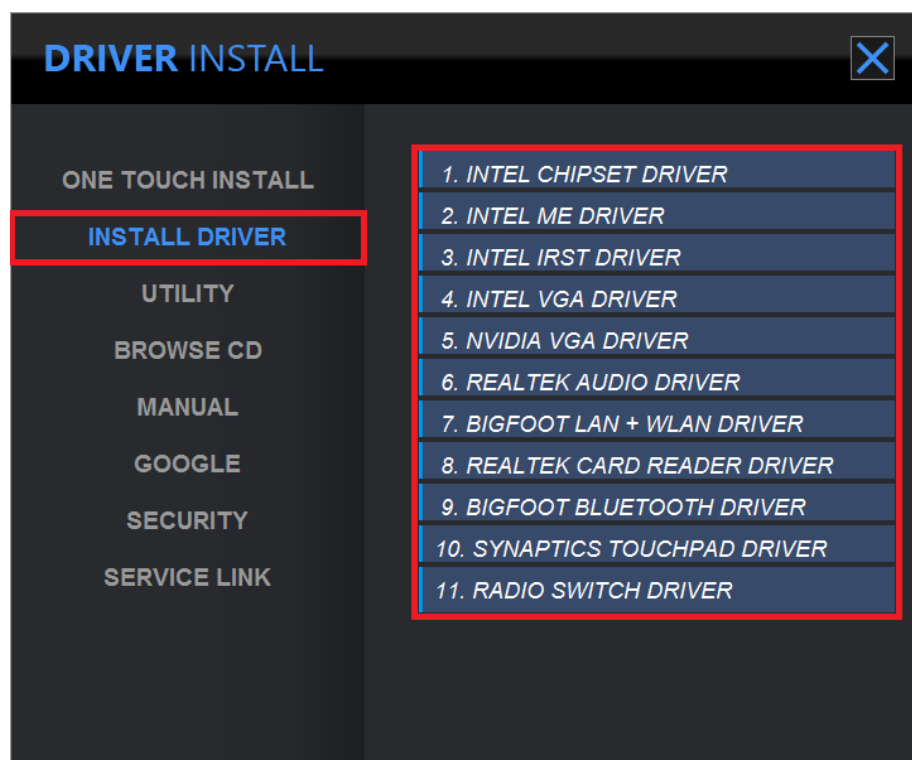 DRIVER INSTALL
ONE TOUCH INSTALL
INSTALL DRIVER
UTILITY
BROWSE CD
MANUAL
GOOGLE
SECURITY
SERVICE LINK
1. INTEL CHIPSET DRIVER
2. INTEL ME DRIVER
3. INTEL IRST DRIVER
4. INTEL VGA DRIVER
5. NVIDIA VGA DRIVER
6. REALTEK AUDIO DRIVER
7. BIGFOOT LAN + WLAN DRIVER
8. REALTEK CARD READER DRIVER
9. BIGFOOT BLUETOOTH DRIVER
10. SYNAPTICS TOUCHPAD DRIVER
11. RADIO SWITCH DRIVER